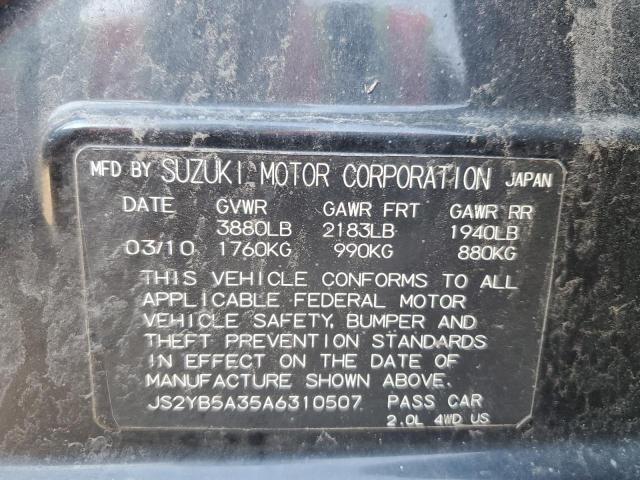 MFD BY SUZUKI MOTOR CORPORATION JAPAN
DATE GVWR GAWR FRT GAWR RR
3880LB 2183LB 1940LB
03/10 1760KG 990KG 880KG
THIS VEHICLE CONFORMS TO ALL
APPLICABLE FEDERAL MOTOR
VEHICLE SAFETY, BUMPER AND
THEFT PREVENTION STANDARDS
IN EFFECT ON THE DATE OF
MANUFACTURE SHOWN ABOVE.
JS2YB5A35A6310507 PASS CAR
2.0L 4WD US